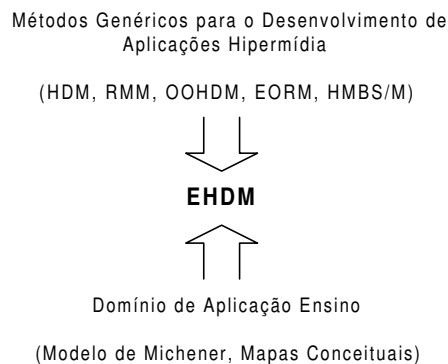 Métodos Genéricos para o Desenvolvimento de
Aplicações Hipermídia
(HDM, RMM, OOHDM, EORM, HMBS/M)
EHDM
Domínio de Aplicação Ensino
(Modelo de Michener, Mapas Conceituais)